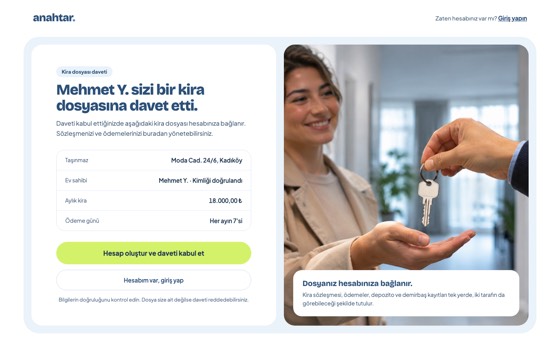 anahtar.
Zaten hesabınız var mı? Giriş yapın
Kira dosyası daveti
Mehmet Y. sizi bir kira
dosyasına davet etti.
Daveti kabul ettiğinizde aşağıdaki kira dosyası hesabınıza bağlanır.
Sözleşmenizi ve ödemelerinizi buradan yönetebilirsiniz.
Taşınmaz Moda Cad. 24/6, Kadıköy
Ev sahibi Mehmet Y. · Kimliği doğrulandı
Aylık kira 18.000,00 ₺
Ödeme günü Her ayın 7'si
Hesap oluştur ve daveti kabul et
Hesabım var, giriş yap
Bilgilerin doğruluğunu kontrol edin. Dosya size ait değilse daveti reddedebilirsiniz.
Dosyanız hesabınıza bağlanır.
Kira sözleşmesi, ödemeler, depozito ve demirbaş kayıtları tek yerde, iki tarafın da
görebileceği şekilde tutulur.